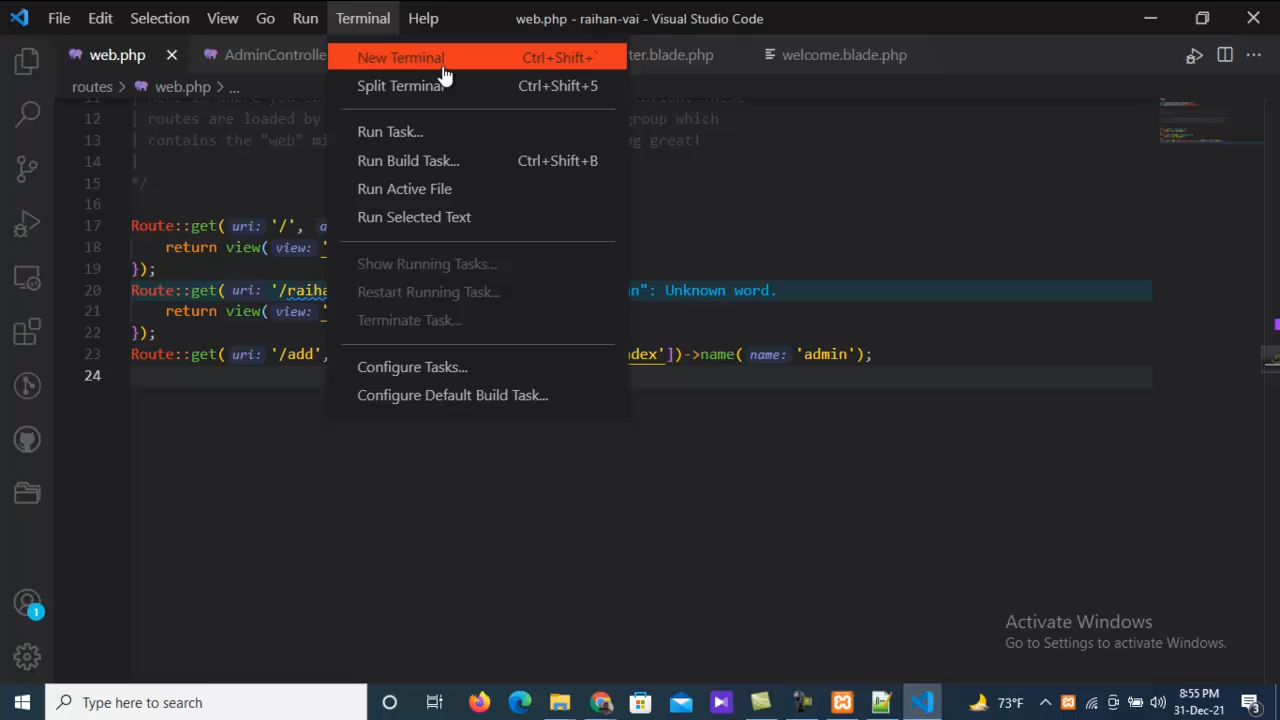 File Edit Selection View Go Run Terminal Help web.php - raihan-vai - Visual Studio Code
web.php AdminControlle ter.blade.php welcome.blade.php
New Terminal Ctrl+Shift+`
Split Terminal Ctrl+Shift+5
Run Task...
Run Build Task... Ctrl+Shift+B
Run Active File
Run Selected Text
Show Running Tasks...
Restart Running Task...
Terminate Task...
Configure Tasks...
Configure Default Build Task...
routes > web.php > ...
12 | routes are loaded by group which
13 | contains the "web" mi ng great!
14 |
15 */
16
17 Route::get( uri: '/', a
18 return view( view: '
19 });
20 Route::get( uri: '/raiha n": Unknown word.
21 return view( view: '
22 });
23 Route::get( uri: '/add', ndex'])->name( name: 'admin');
24
1
Activate Windows
Go to Settings to activate Windows.
Type here to search 73°F 8:55 PM
31-Dec-21 3